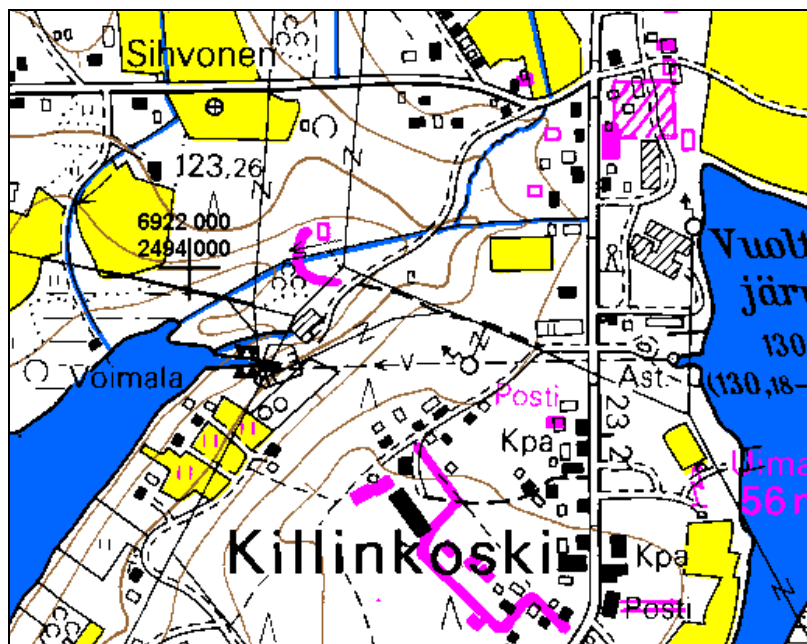 Sihvonen
123,26
6922 000
2494 000
Vuolt
järv
130
(130,18–
Voimala
V
Ast.
Posti
23,2
Kpa
Uima
56 m
Killinkoski
Kpa
Posti